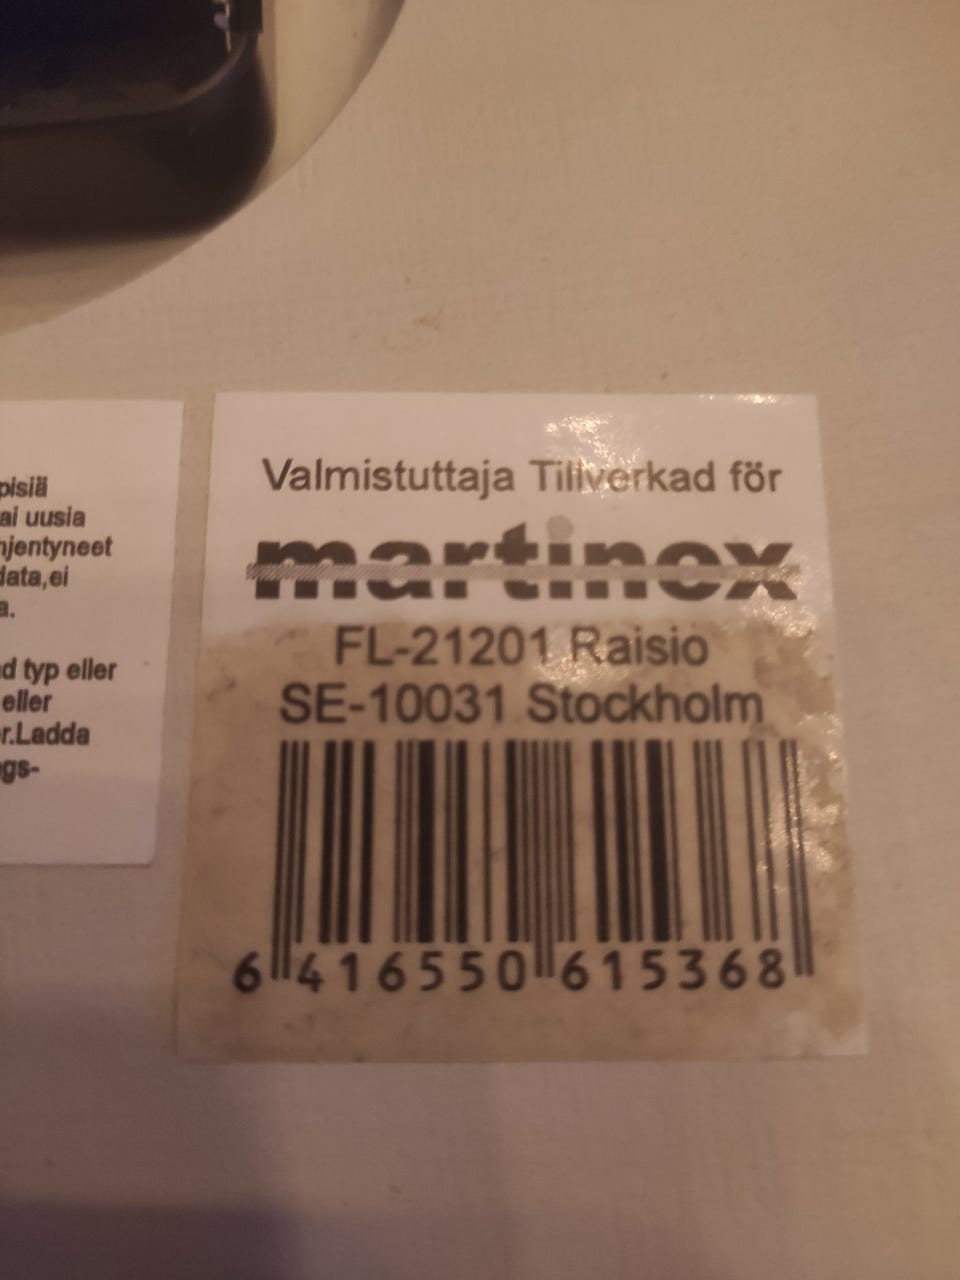 pisiä
ai uusia
njentyneet
data,ei
a.
d typ eller
eller
r.Ladda
gs-
Valmistuttaja Tillverkad för
martinex
FL-21201 Raisio
SE-10031 Stockholm
6 416550 615368